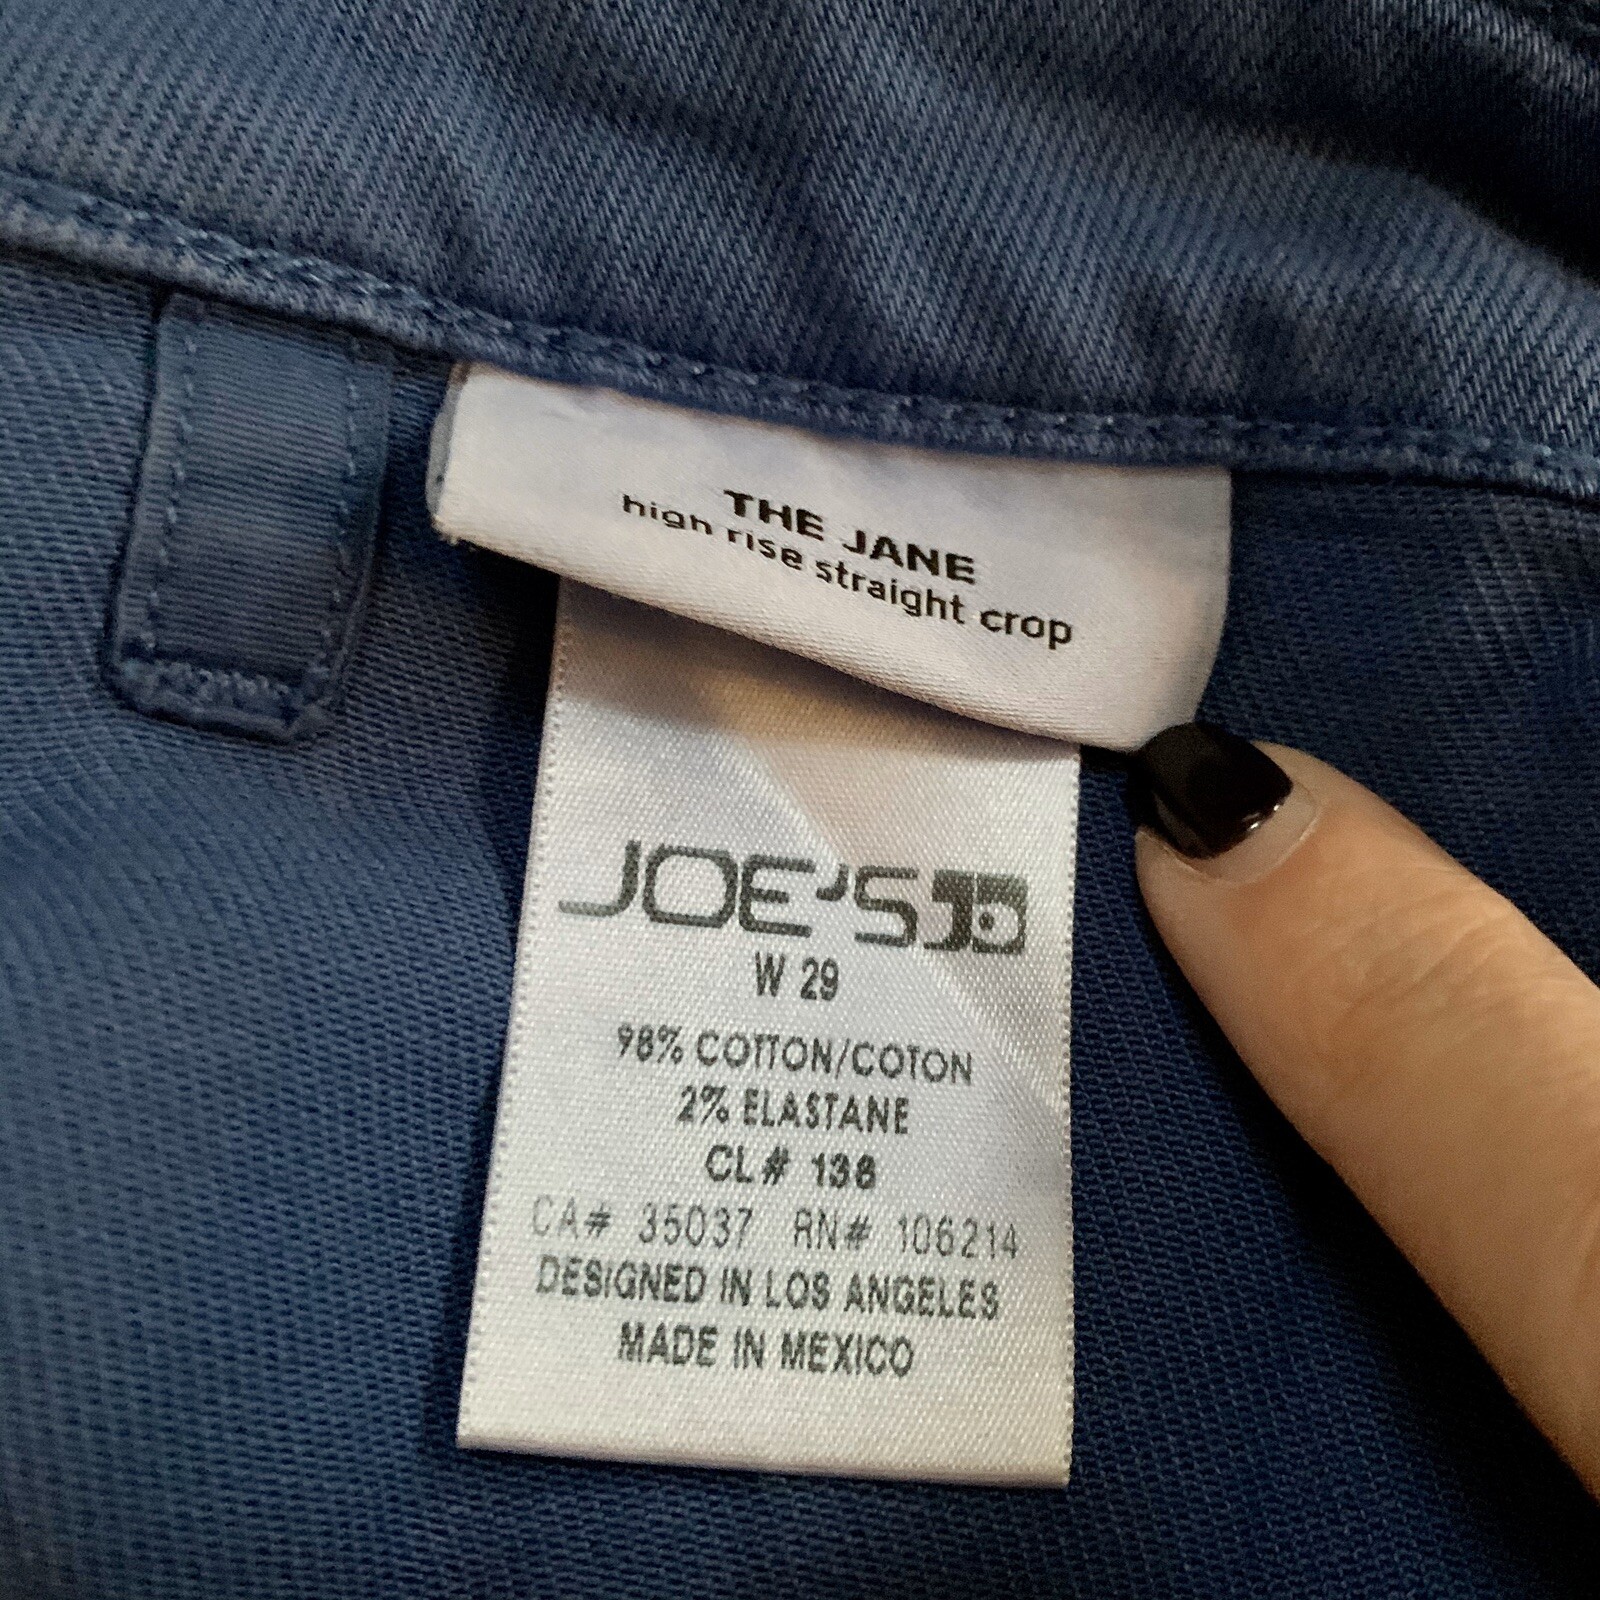 THE JANE
high rise straight crop
JOE'S
W 29
98% COTTON/COTON
2% ELASTANE
CL# 136
CA# 35037 RN# 106214
DESIGNED IN LOS ANGELES
MADE IN MEXICO